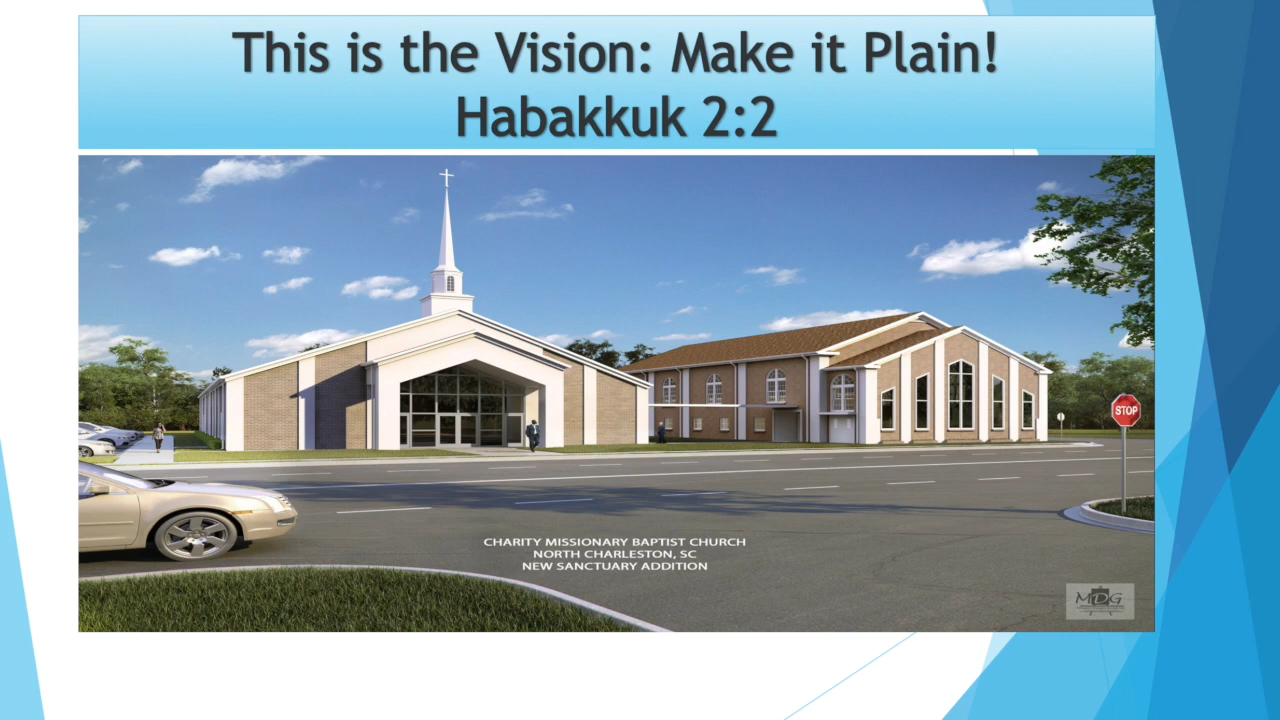 This is the Vision: Make it Plain!
Habakkuk 2:2
STOP
CHARITY MISSIONARY BAPTIST CHURCH
NORTH CHARLESTON, SC
NEW SANCTUARY ADDITION
MDG